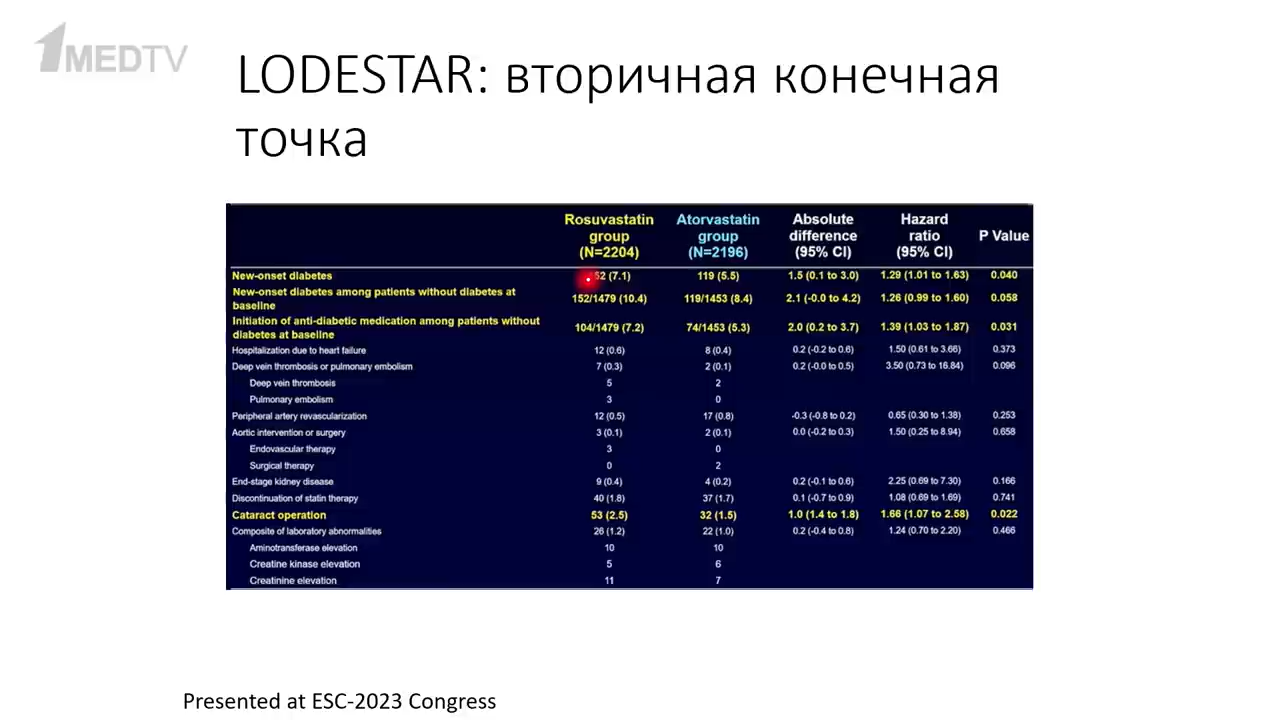 1MEDTV
LODESTAR: вторичная конечная
точка
Rosuvastatin group (N=2204) Atorvastatin group (N=2196) Absolute difference (95% CI) Hazard ratio (95% CI) P Value
New-onset diabetes 52 (7.1) 119 (5.5) 1.5 (0.1 to 3.0) 1.29 (1.01 to 1.63) 0.040
New-onset diabetes among patients without diabetes at
baseline 152/1479 (10.4) 119/1453 (8.4) 2.1 (-0.0 to 4.2) 1.26 (0.99 to 1.60) 0.058
Initiation of anti-diabetic medication among patients without
diabetes at baseline 104/1479 (7.2) 74/1453 (5.3) 2.0 (0.2 to 3.7) 1.39 (1.03 to 1.87) 0.031
Hospitalization due to heart failure 12 (0.6) 8 (0.4) 0.2 (-0.2 to 0.6) 1.50 (0.61 to 3.66) 0.373
Deep vein thrombosis or pulmonary embolism 7 (0.3) 2 (0.1) 0.2 (-0.0 to 0.5) 3.50 (0.73 to 16.84) 0.096
Deep vein thrombosis 5 2
Pulmonary embolism 3 0
Peripheral artery revascularization 12 (0.5) 17 (0.8) -0.3 (-0.8 to 0.2) 0.65 (0.30 to 1.38) 0.253
Aortic intervention or surgery 3 (0.1) 2 (0.1) 0.0 (-0.2 to 0.3) 1.50 (0.25 to 8.94) 0.658
Endovascular therapy 3 0
Surgical therapy 0 2
End-stage kidney disease 9 (0.4) 4 (0.2) 0.2 (-0.1 to 0.6) 2.25 (0.69 to 7.30) 0.166
Discontinuation of statin therapy 40 (1.8) 37 (1.7) 0.1 (-0.7 to 0.9) 1.08 (0.69 to 1.69) 0.741
Cataract operation 53 (2.5) 32 (1.5) 1.0 (1.4 to 1.8) 1.66 (1.07 to 2.58) 0.022
Composite of laboratory abnormalities 26 (1.2) 22 (1.0) 0.2 (-0.4 to 0.8) 1.24 (0.70 to 2.20) 0.466
Aminotransferase elevation 10 10
Creatine kinase elevation 5 6
Creatinine elevation 11 7
Presented at ESC-2023 Congress